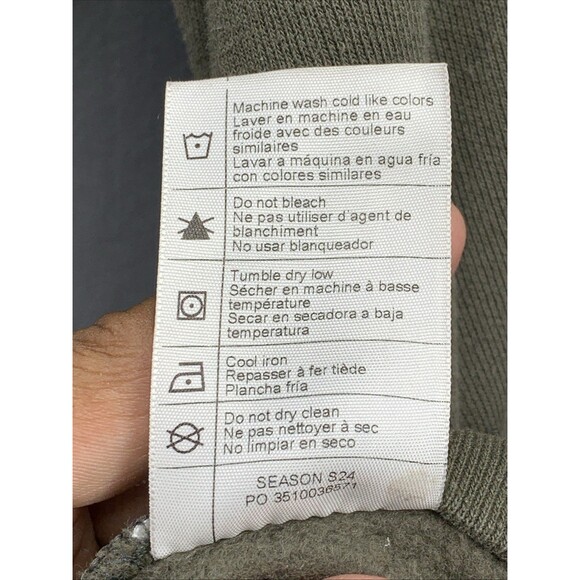 Machine wash cold like colors
Laver en machine en eau
froide avec des couleurs
similaires
Lavar a máquina en agua fría
con colores similares
Do not bleach
Ne pas utiliser d'agent de
blanchiment
No usar blanqueador
Tumble dry low
Sécher en machine à basse
température
Secar en secadora a baja
temperatura
Cool iron
Repasser à fer tiède
Plancha fría
Do not dry clean
Ne pas nettoyer à sec
No limpiar en seco
SEASON S24
PO 3510036571